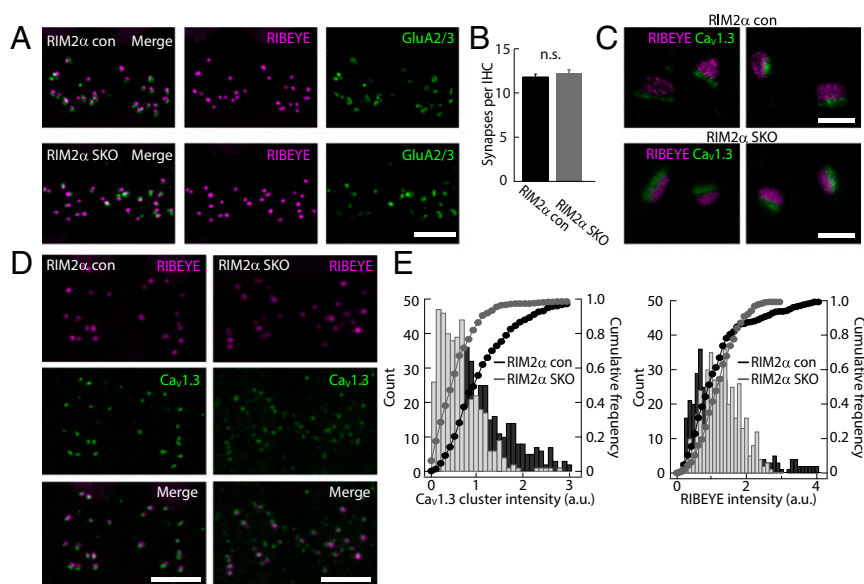 A
RIM2α con Merge
RIBEYE
GluA2/3
RIM2α SKO Merge
RIBEYE
GluA2/3
B
n.s.
15
10
5
0
Synapses per IHC
RIM2α con
RIM2α SKO
C
RIM2α con
RIBEYE CaV1.3
RIM2α SKO
RIBEYE CaV1.3
D
RIM2α con RIBEYE
RIM2α SKO RIBEYE
CaV1.3
CaV1.3
Merge
Merge
E
50
40
30
20
10
0
Count
1.0
0.8
0.6
0.4
0.2
0
Cumulative frequency
RIM2α con
RIM2α SKO
0 1 2 3
CaV1.3 cluster intensity (a.u.)
50
40
30
20
10
0
Count
1.0
0.8
0.6
0.4
0.2
0
Cumulative frequency
RIM2α con
RIM2α SKO
0 2 4
RIBEYE intensity (a.u.)